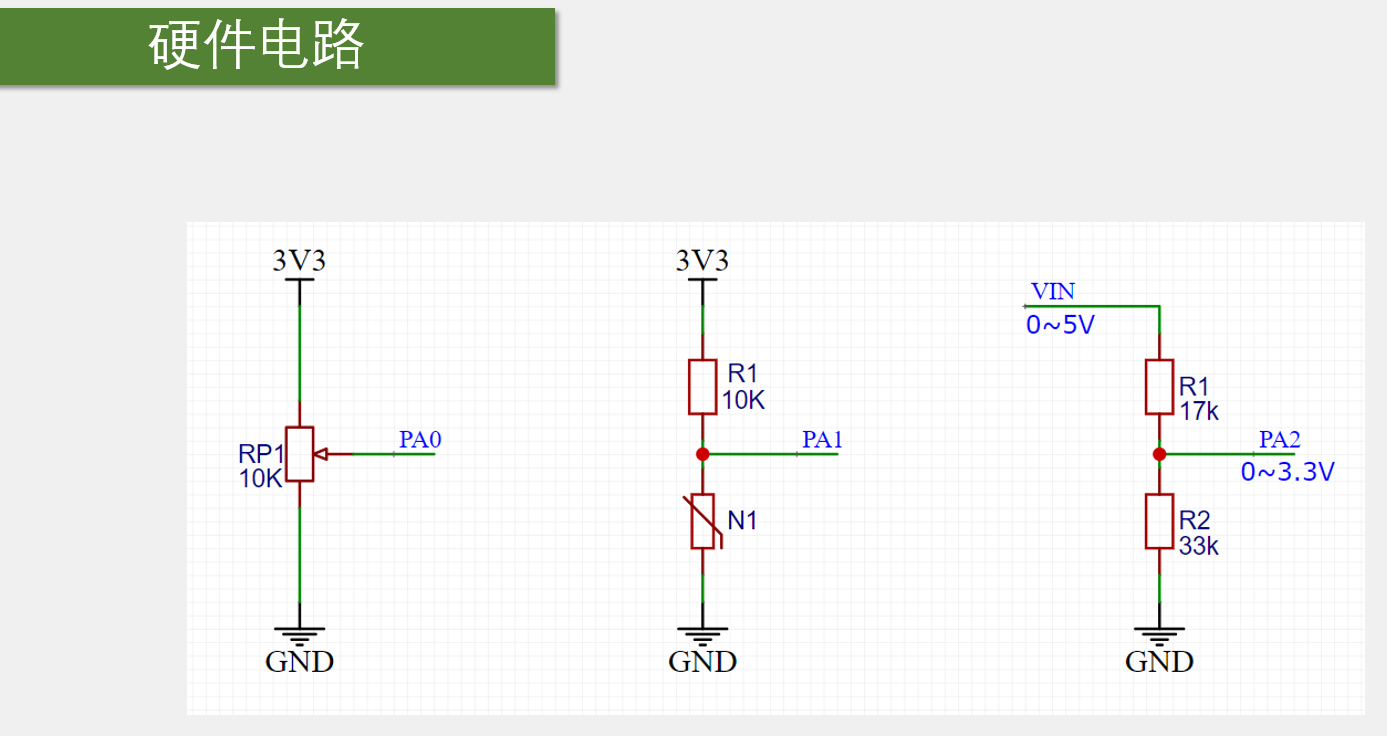 硬件电路
3V3
RP1
10K
PA0
GND
3V3
R1
10K
PA1
N1
GND
VIN
0~5V
R1
17k
PA2
0~3.3V
R2
33k
GND